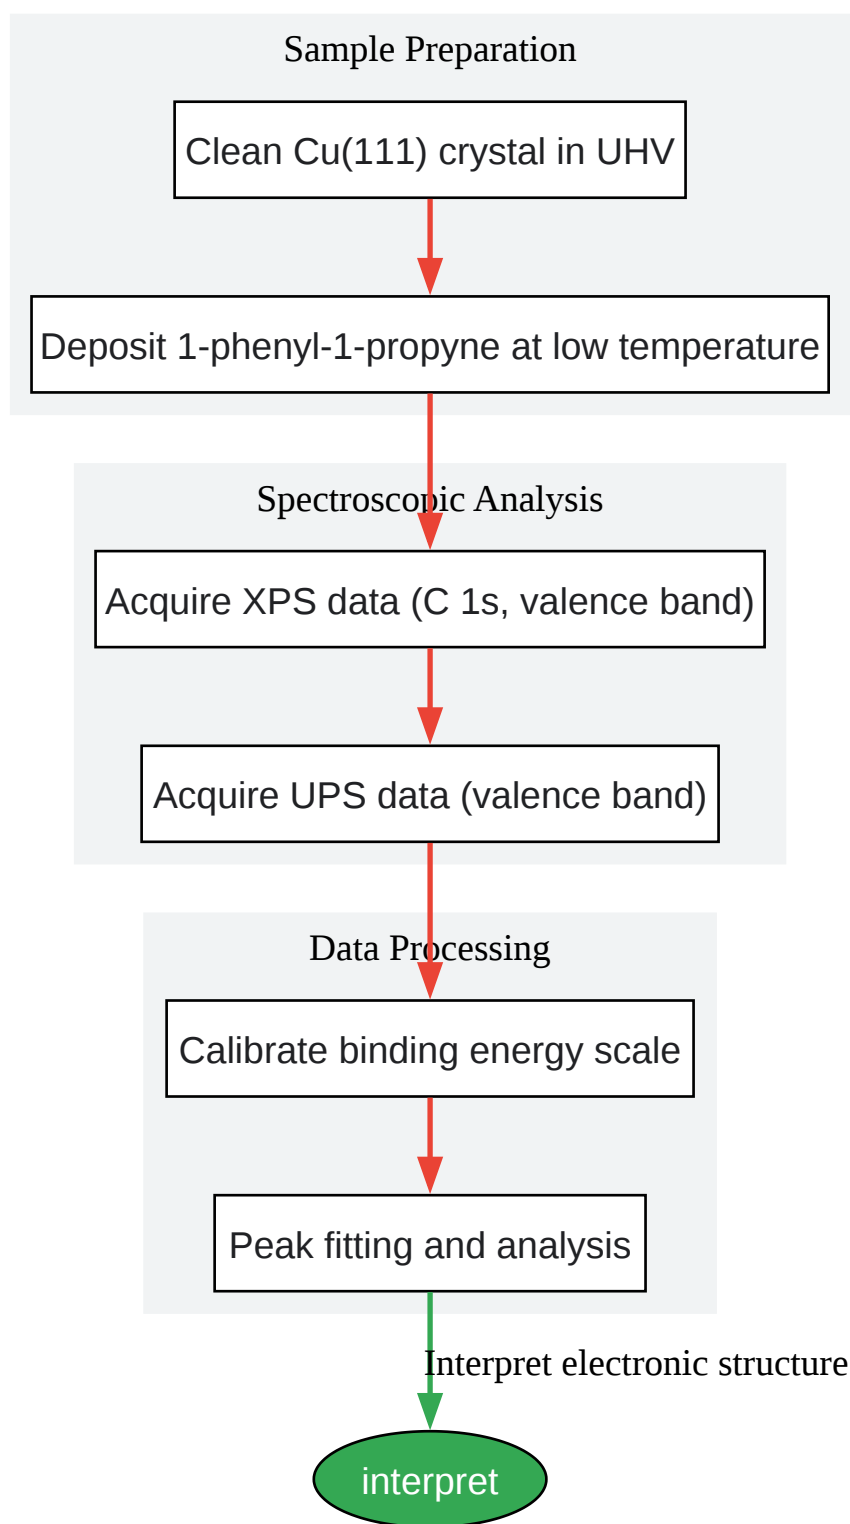 Sample Preparation
Clean Cu(111) crystal in UHV
Deposit 1-phenyl-1-propyne at low temperature
Spectroscopic Analysis
Acquire XPS data (C 1s, valence band)
Acquire UPS data (valence band)
Data Processing
Calibrate binding energy scale
Peak fitting and analysis
Interpret electronic structure
interpret